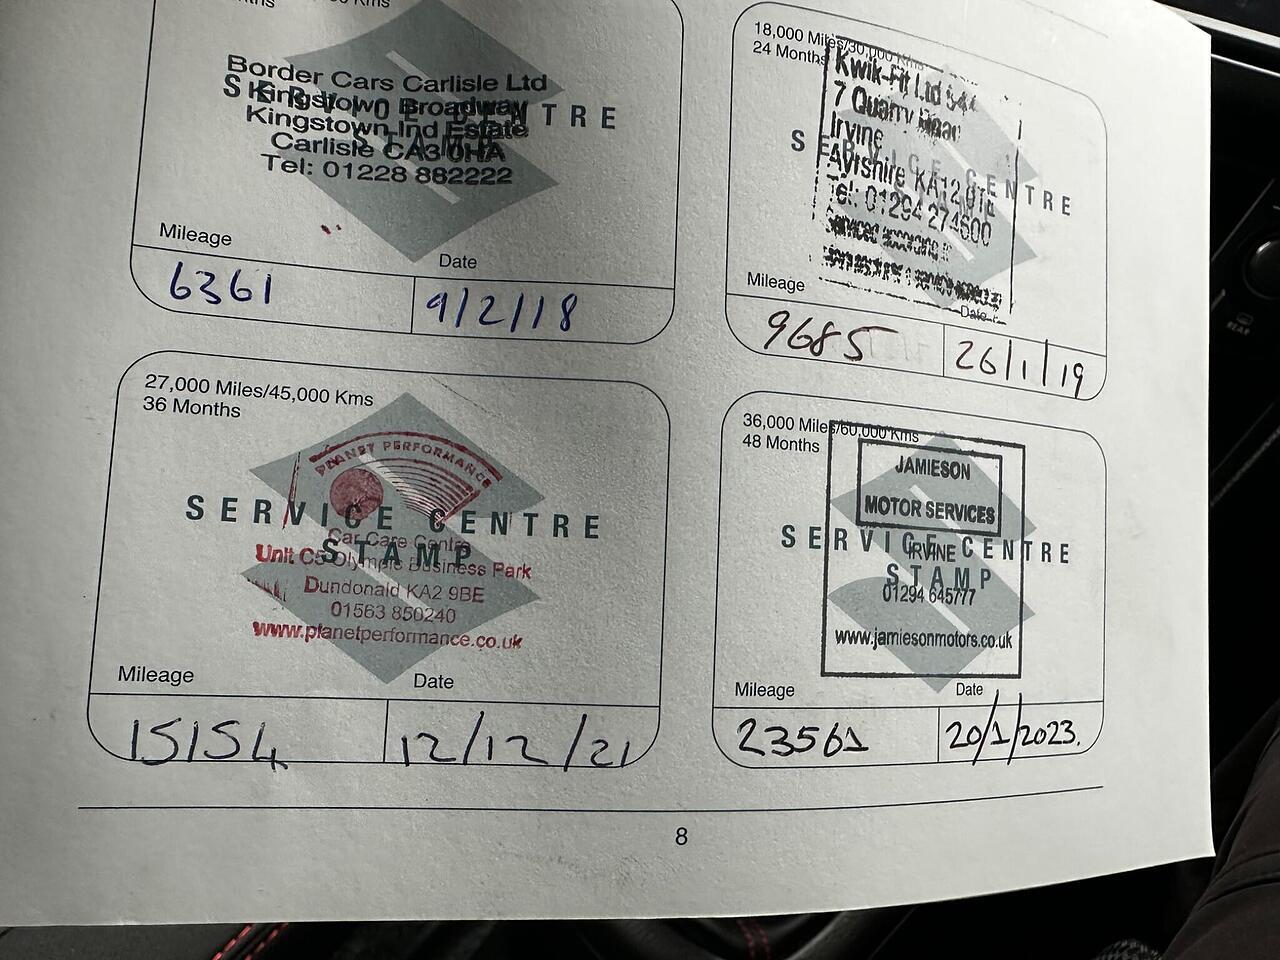 Border Cars Carlisle Ltd
Kingstown Broadway
Kingstown Ind Estate
Carlisle CA3 0HA
Tel: 01228 882222
SERVICE CENTRE
STAMP
Mileage
Date
6361
9/2/18
18,000 Miles/30,000 Kms
24 Months
Kwik-Fit Ltd 544
7 Quarry Road
Irvine
Ayrshire KA12 0TL
Tel: 01294 274600
SERVICE CENTRE
Mileage
Date
9685
26/1/19
27,000 Miles/45,000 Kms
36 Months
PLANET PERFORMANCE
SERVICE CENTRE
STAMP
Car Care Centre
Unit C5 Olympic Business Park
Dundonald KA2 9BE
01563 850240
www.planetperformance.co.uk
Mileage
Date
15154
12/12/21
36,000 Miles/60,000 Kms
48 Months
JAMIESON
MOTOR SERVICES
SERVICE CENTRE
IRVINE
STAMP
01294 645777
www.jamiesonmotors.co.uk
Mileage
Date
23561
20/1/2023.
8
REAR